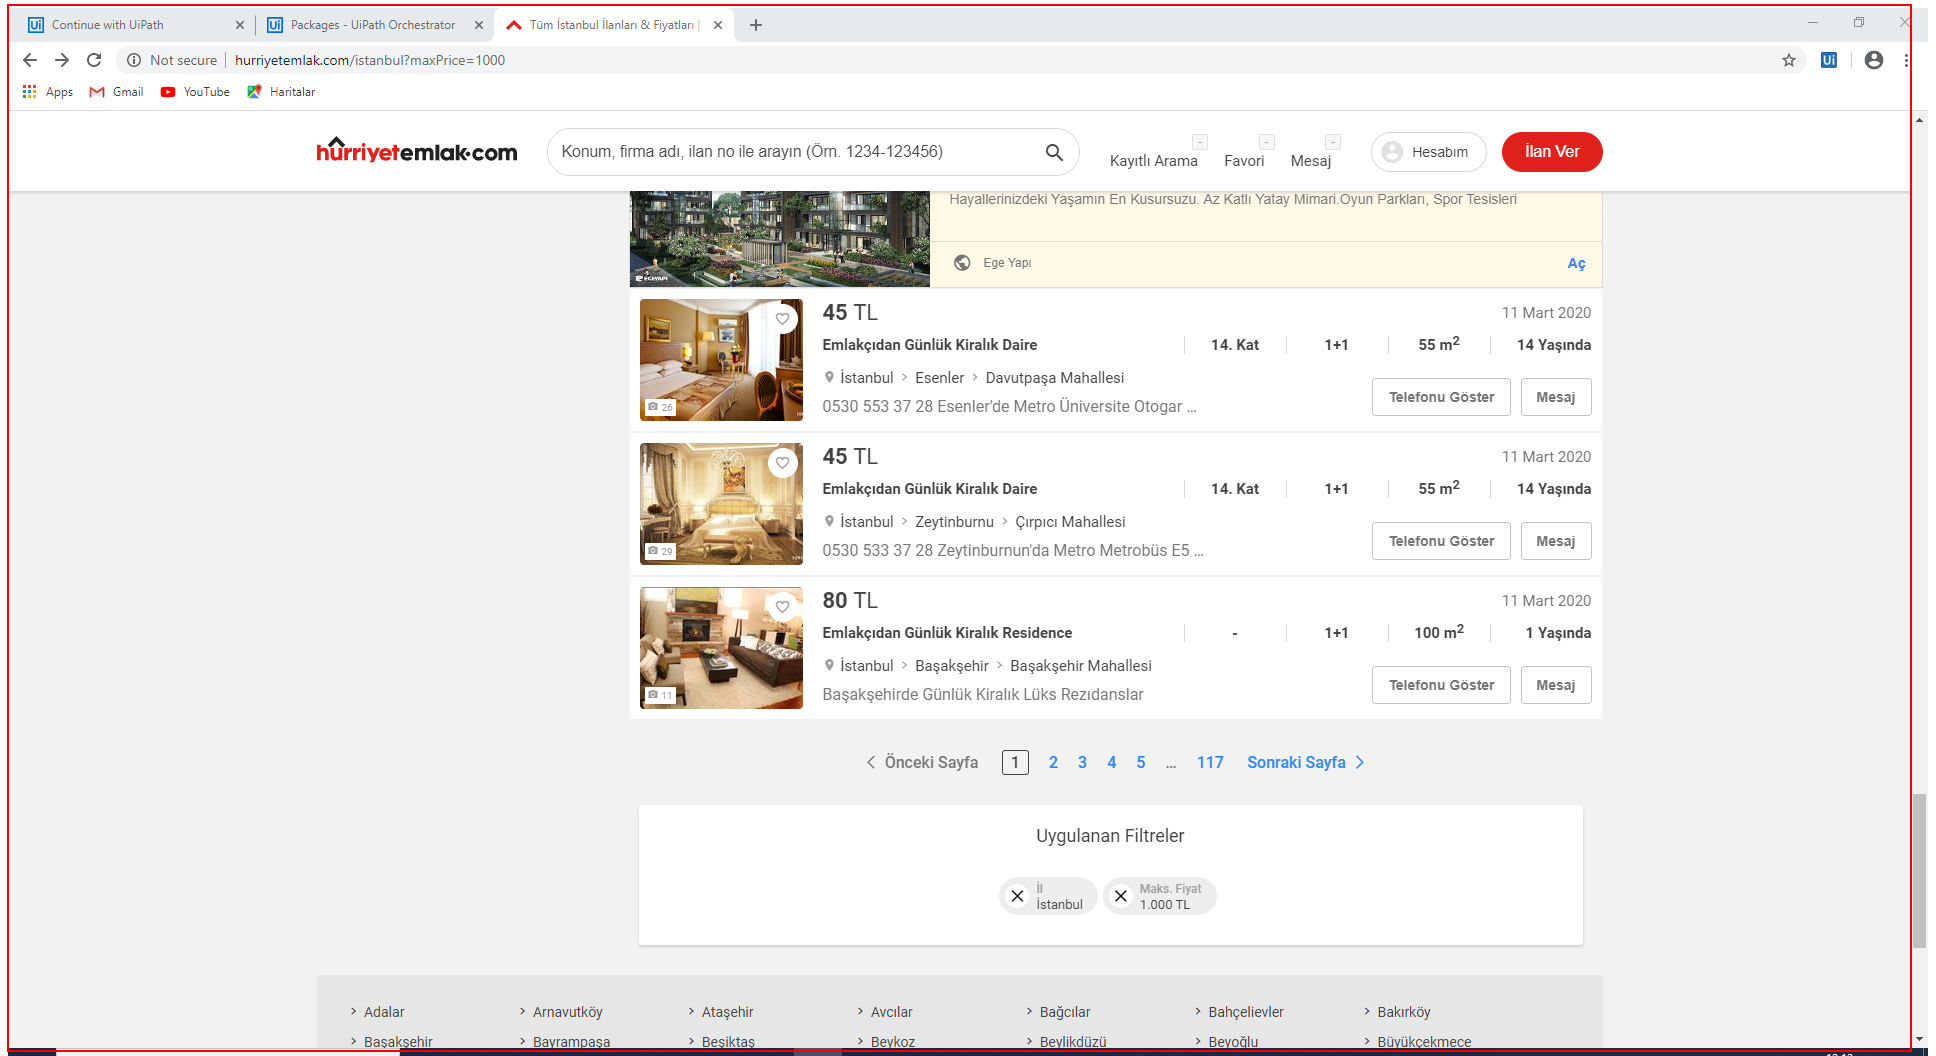 Continue with UiPath
Packages - UiPath Orchestrator
Tüm İstanbul İlanları & Fiyatları |
Not secure | hurriyetemlak.com/istanbul?maxPrice=1000
Apps Gmail YouTube Haritalar
hürriyetemlak.com
Konum, firma adı, ilan no ile arayın (Örn. 1234-123456)
Kayıtlı Arama - Favori - Mesaj -
Hesabım
İlan Ver
Hayallerinizdeki Yaşamın En Kusursuzu. Az Katlı Yatay Mimari.Oyun Parkları, Spor Tesisleri
EGEYAPI
Ege Yapı Aç
45 TL 11 Mart 2020
Emlakçıdan Günlük Kiralık Daire 14. Kat 1+1 55 m² 14 Yaşında
İstanbul > Esenler > Davutpaşa Mahallesi
26
0530 553 37 28 Esenler'de Metro Üniversite Otogar ...
Telefonu Göster Mesaj
45 TL 11 Mart 2020
Emlakçıdan Günlük Kiralık Daire 14. Kat 1+1 55 m² 14 Yaşında
İstanbul > Zeytinburnu > Çırpıcı Mahallesi
29
0530 533 37 28 Zeytinburnun'da Metro Metrobüs E5 ...
Telefonu Göster Mesaj
80 TL 11 Mart 2020
Emlakçıdan Günlük Kiralık Residence - 1+1 100 m² 1 Yaşında
İstanbul > Başakşehir > Başakşehir Mahallesi
11
Başakşehirde Günlük Kiralık Lüks Rezıdanslar
Telefonu Göster Mesaj
< Önceki Sayfa 1 2 3 4 5 ... 117 Sonraki Sayfa >
Uygulanan Filtreler
İl
İstanbul
Maks. Fiyat
1.000 TL
> Adalar > Arnavutköy > Ataşehir > Avcılar > Bağcılar > Bahçelievler > Bakırköy
> Başakşehir > Bayrampaşa > Beşiktaş > Beykoz > Beylikdüzü > Beyoğlu > Büyükçekmece